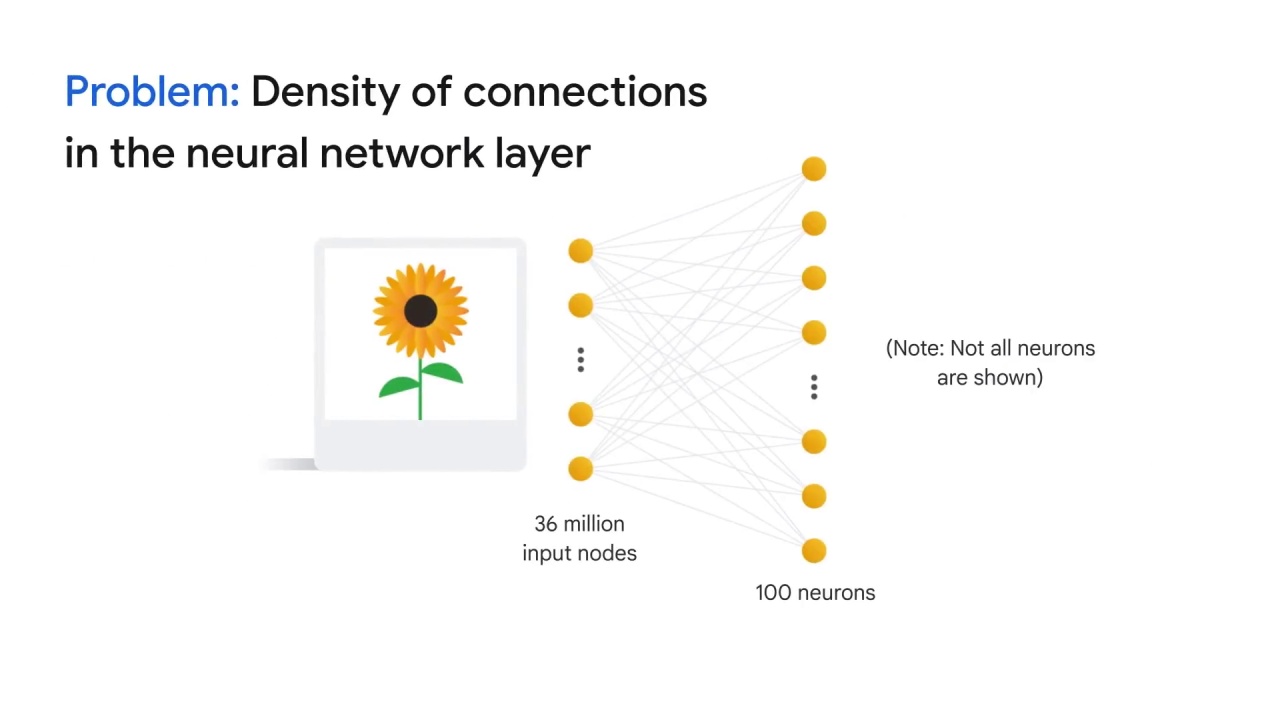 Problem: Density of connections
in the neural network layer
(Note: Not all neurons
are shown)
36 million
input nodes
100 neurons